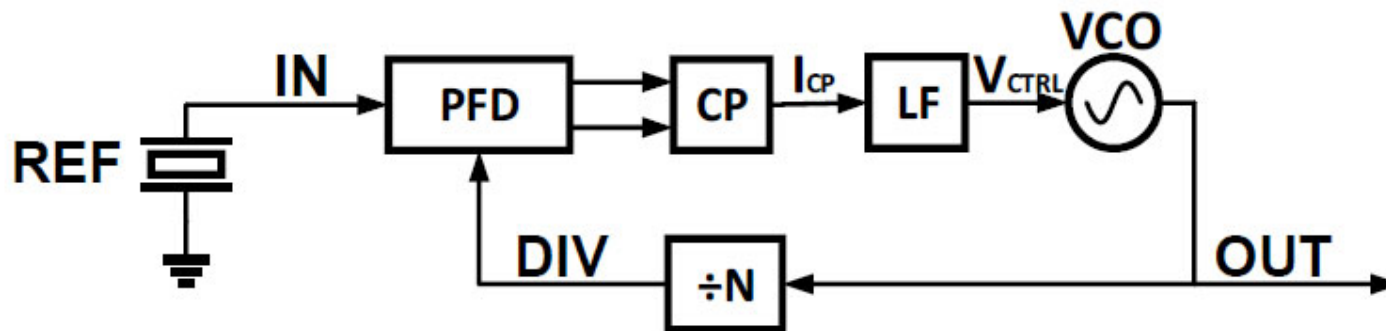 VCO
IN
PFD
CP
I_CP
LF
V_CTRL
REF
DIV
÷N
OUT